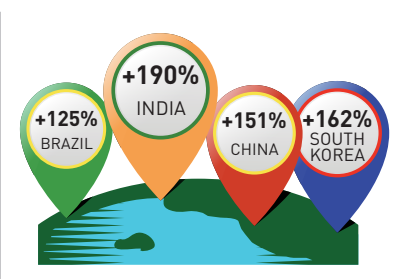 +125%
BRAZIL
+190%
INDIA
+151%
CHINA
+162%
SOUTH
KOREA